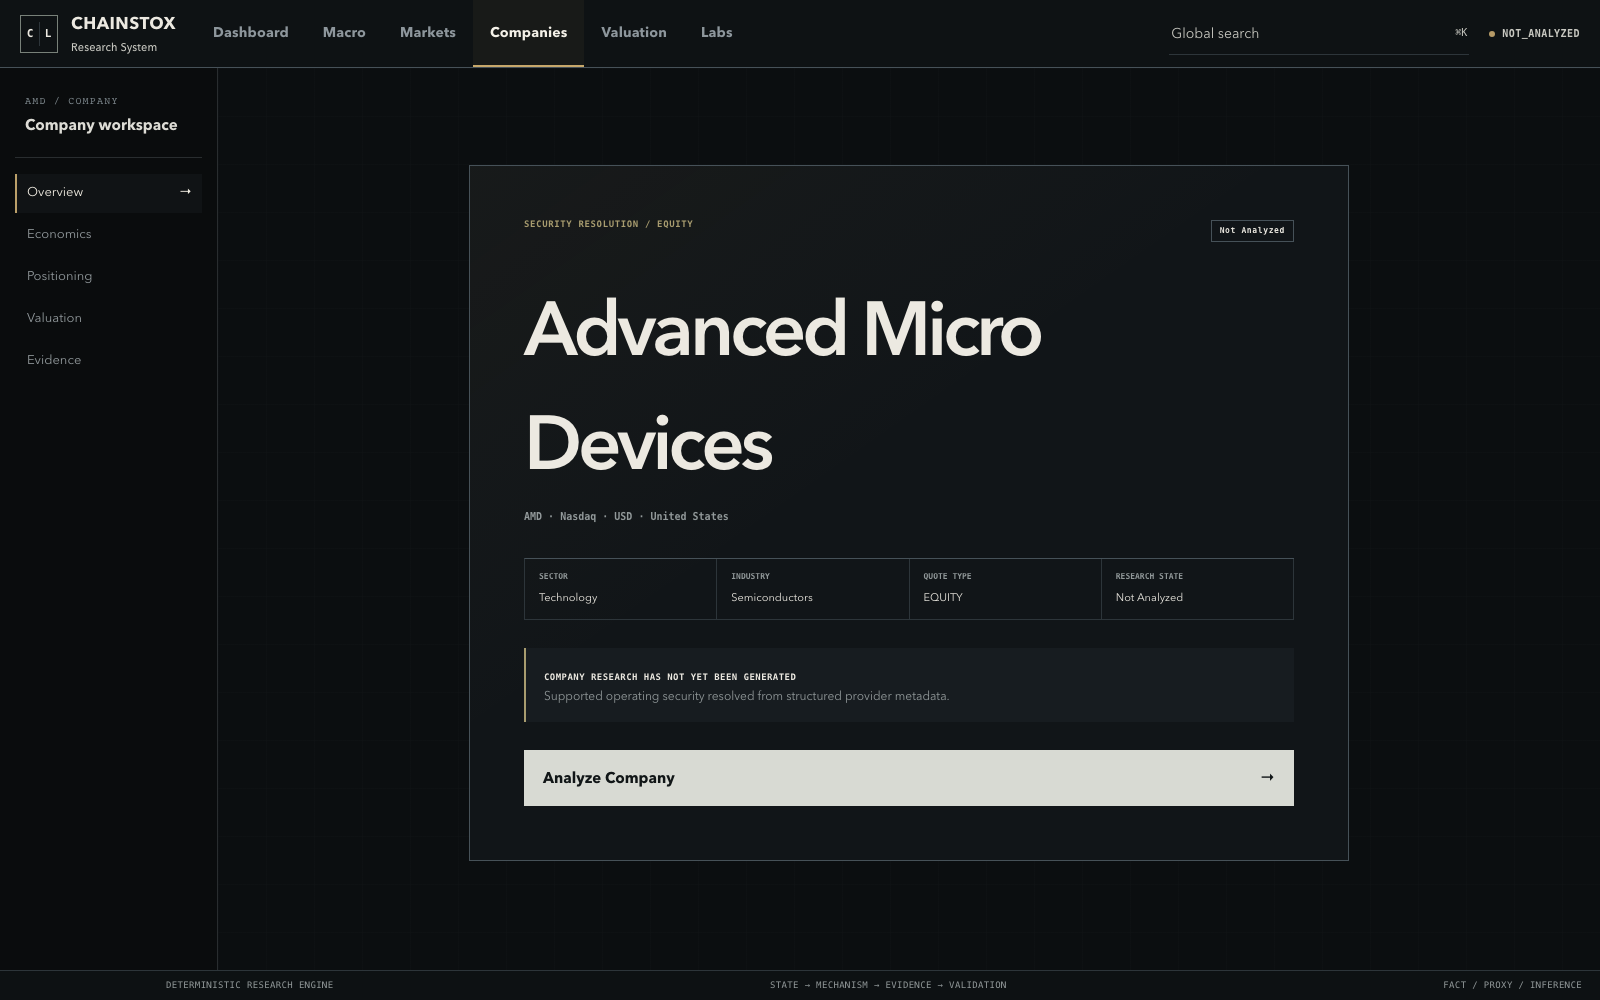 C L
CHAINSTOX
Research System
Dashboard Macro Markets Companies Valuation Labs
Global search ⌘K
NOT_ANALYZED
AMD / COMPANY
Company workspace
Overview →
Economics
Positioning
Valuation
Evidence
SECURITY RESOLUTION / EQUITY
Not Analyzed
Advanced Micro
Devices
AMD · Nasdaq · USD · United States
SECTOR INDUSTRY QUOTE TYPE RESEARCH STATE
Technology Semiconductors EQUITY Not Analyzed
COMPANY RESEARCH HAS NOT YET BEEN GENERATED
Supported operating security resolved from structured provider metadata.
Analyze Company →
DETERMINISTIC RESEARCH ENGINE STATE → MECHANISM → EVIDENCE → VALIDATION FACT / PROXY / INFERENCE